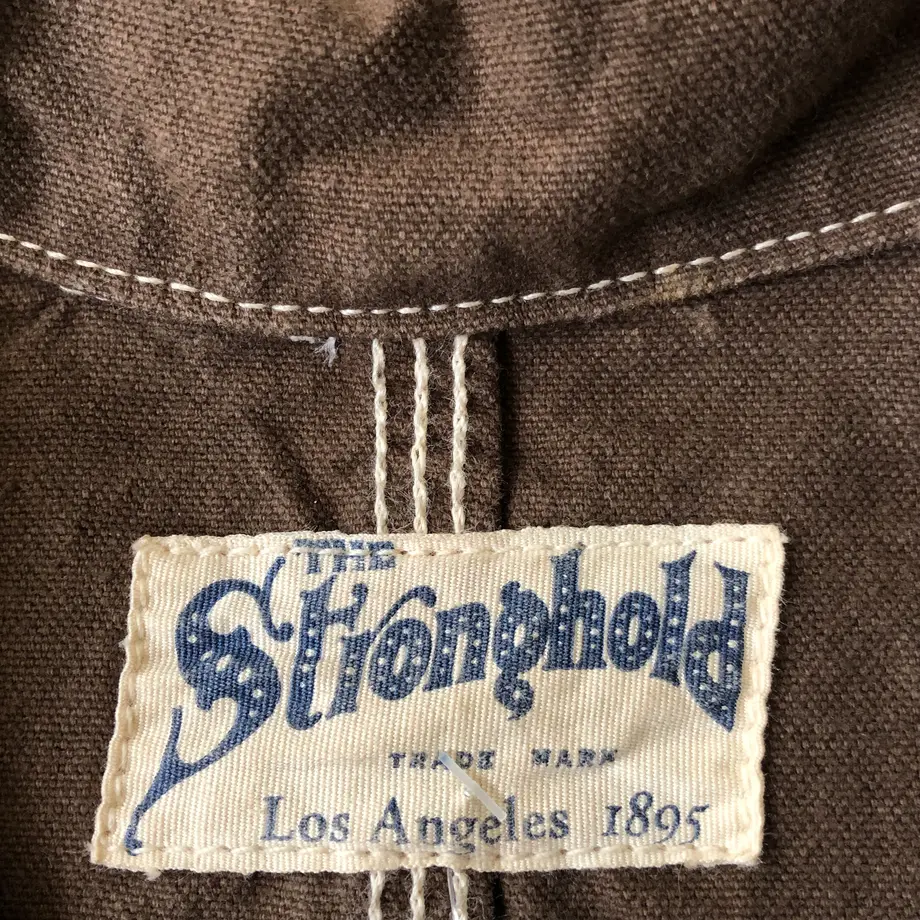 THE
Stronghold
TRADE MARK
Los Angeles 1895